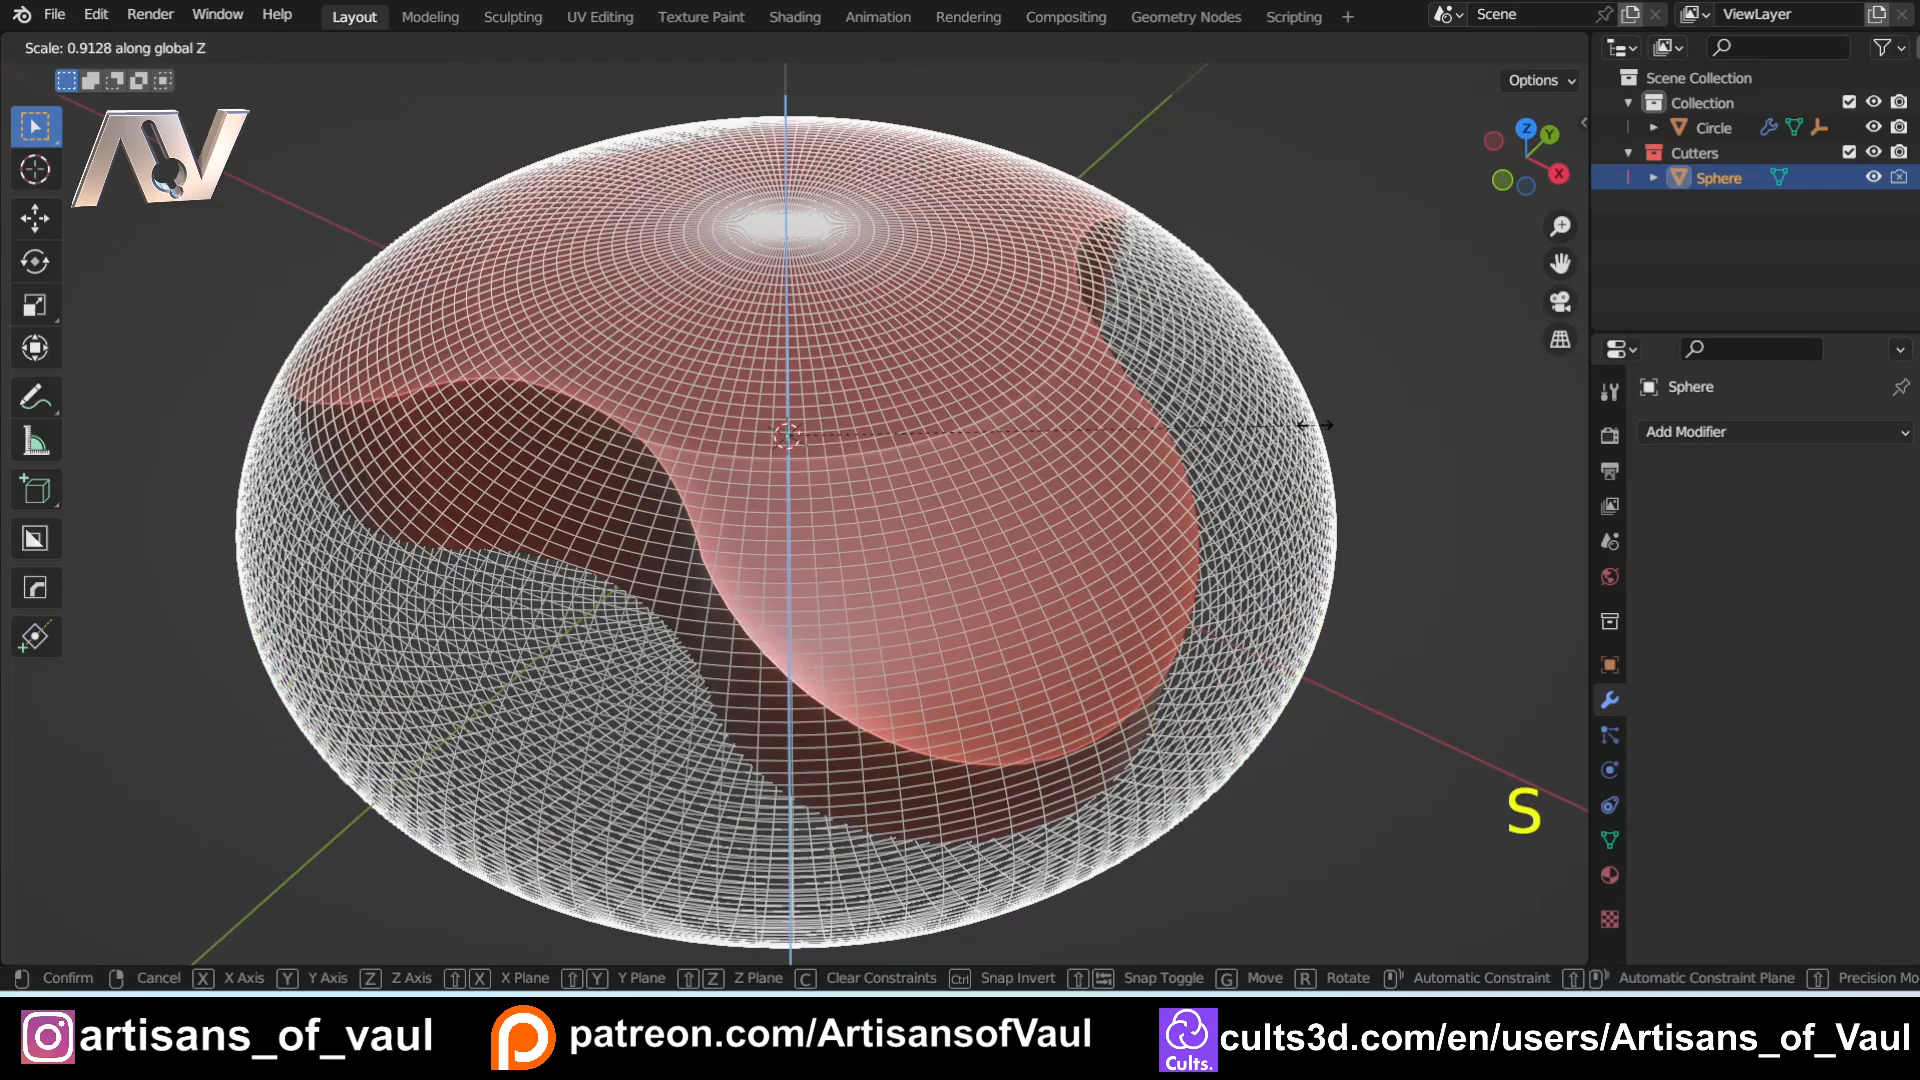 File Edit Render Window Help Layout Modeling Sculpting UV Editing Texture Paint Shading Animation Rendering Compositing Geometry Nodes Scripting + Scene ViewLayer
Scale: 0.9128 along global Z
Options
Scene Collection
Collection
Circle
Cutters
Sphere
Z
Y
X
AV
Sphere
Add Modifier
S
Confirm Cancel X X Axis Y Y Axis Z Z Axis X X Plane Y Y Plane Z Z Plane C Clear Constraints Ctrl Snap Invert Snap Toggle G Move R Rotate Automatic Constraint Automatic Constraint Plane Precision Mo
artisans_of_vaul patreon.com/ArtisansofVaul Cults. cults3d.com/en/users/Artisans_of_Vaul